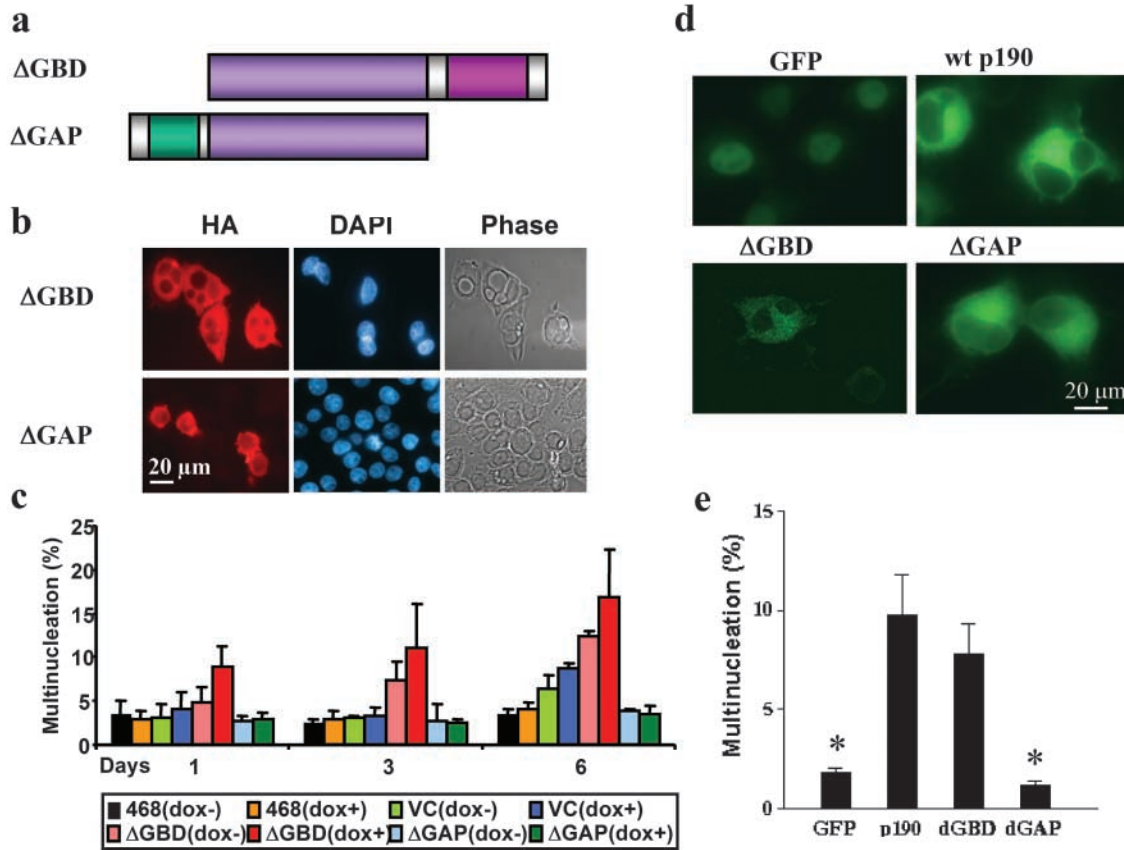 a
ΔGBD
ΔGAP
b
HA DAPI Phase
ΔGBD
ΔGAP
20 µm
c
Multinucleation (%)
25
20
15
10
5
0
Days 1 3 6
468(dox-) 468(dox+) VC(dox-) VC(dox+)
ΔGBD(dox-) ΔGBD(dox+) ΔGAP(dox-) ΔGAP(dox+)
d
GFP wt p190
ΔGBD ΔGAP
20 µm
e
Multinucleation (%)
15
10
5
0
* *
GFP p190 dGBD dGAP